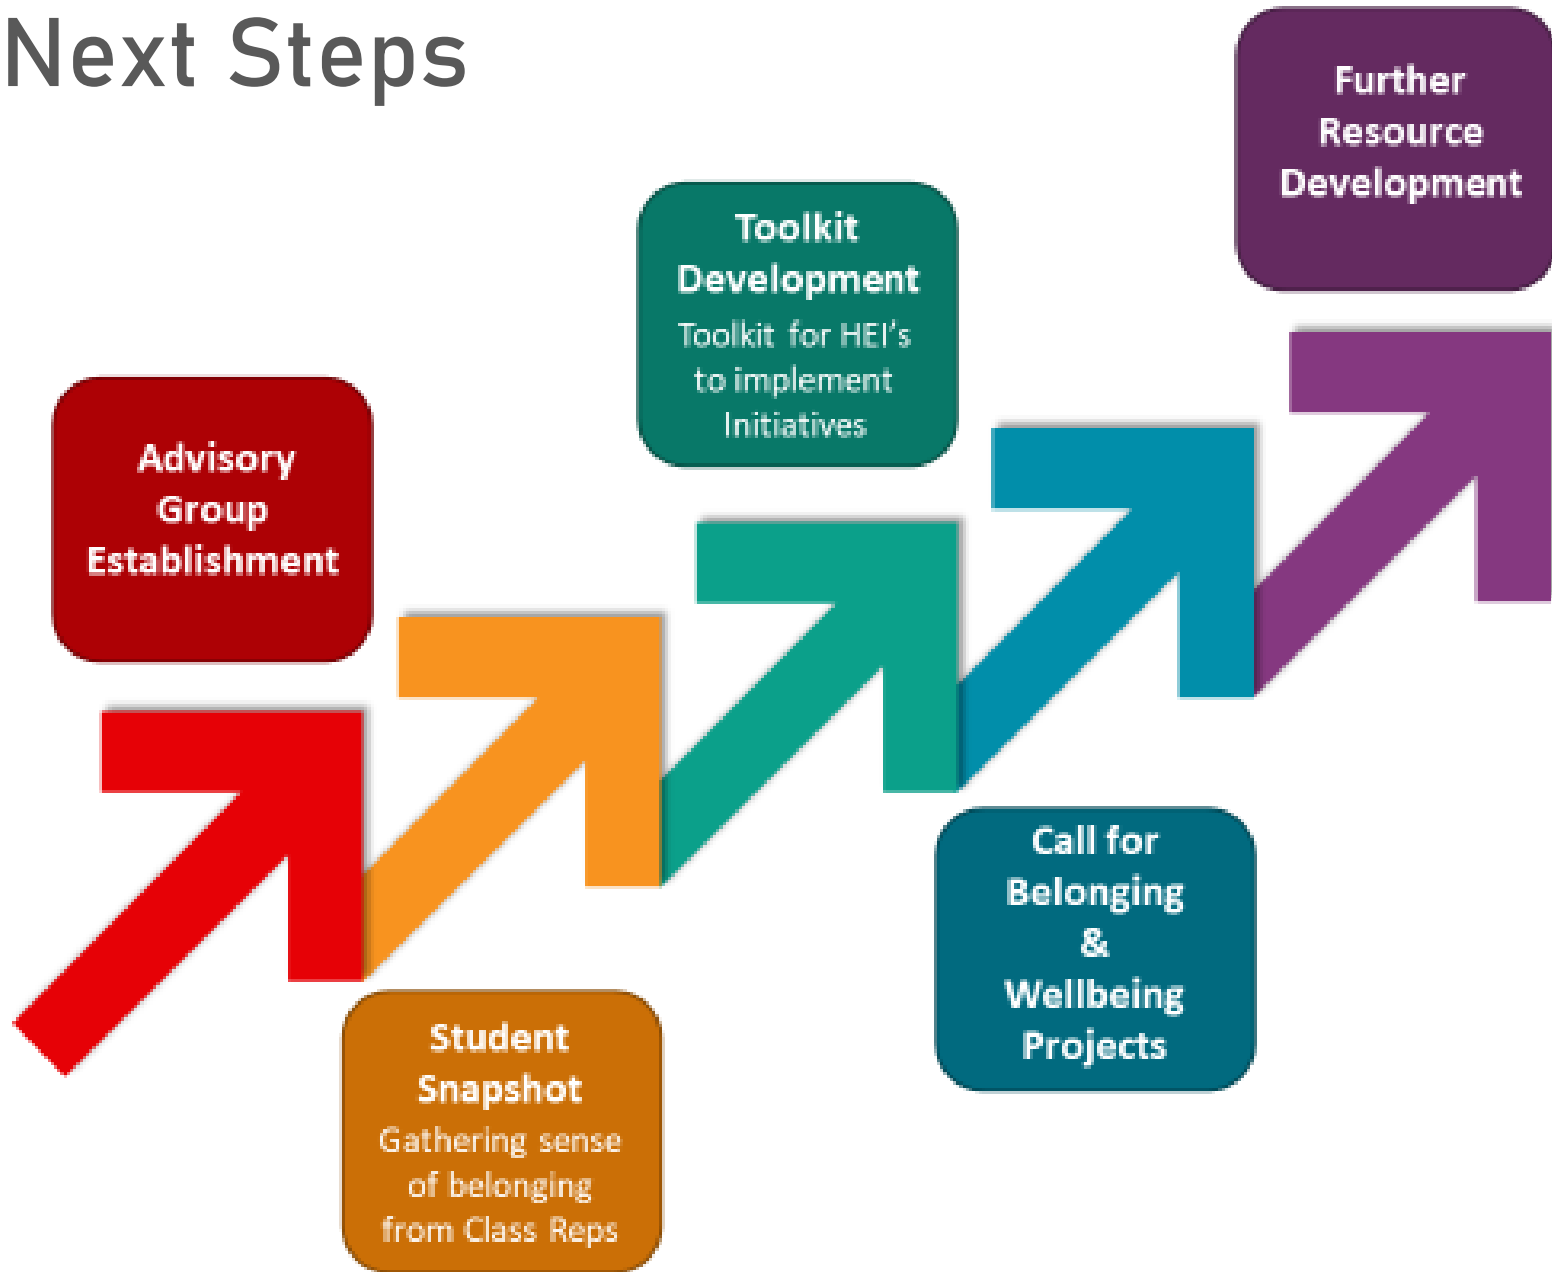 Next Steps
Advisory
Group
Establishment
Student
Snapshot
Gathering sense
of belonging
from Class Reps
Toolkit
Development
Toolkit for HEI's
to implement
Initiatives
Call for
Belonging
&
Wellbeing
Projects
Further
Resource
Development